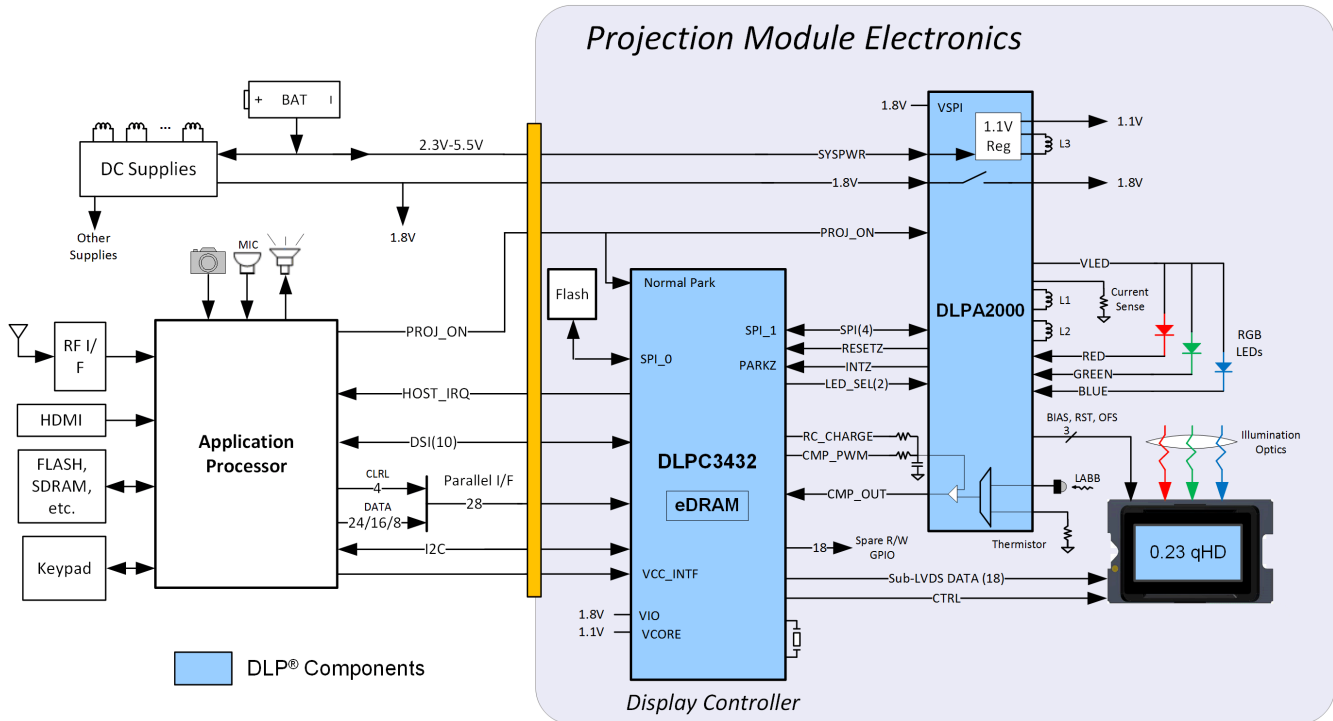 Projection Module Electronics
+ BAT I
DC Supplies
2.3V-5.5V
Other
Supplies
1.8V
MIC
RF I/
F
HDMI
FLASH,
SDRAM,
etc.
Keypad
Application
Processor
PROJ_ON
HOST_IRQ
DSI(10)
CLRL
4
DATA
24/16/8
Parallel I/F
28
I2C
SYSPWR
1.8V
PROJ_ON
Flash
Normal Park
SPI_0
SPI_1
PARKZ
DLPC3432
eDRAM
VCC_INTF
1.8V
VIO
1.1V
VCORE
SPI(4)
RESETZ
INTZ
LED_SEL(2)
RC_CHARGE
CMP_PWM
CMP_OUT
18
Spare R/W
GPIO
Sub-LVDS DATA (18)
CTRL
1.8V
VSPI
1.1V
Reg
DLPA2000
1.1V
L3
1.8V
VLED
Current
Sense
L1
L2
RED
GREEN
BLUE
RGB
LEDs
BIAS, RST, OFS
3
Illumination
Optics
LABB
Thermistor
0.23 qHD
DLP® Components
Display Controller